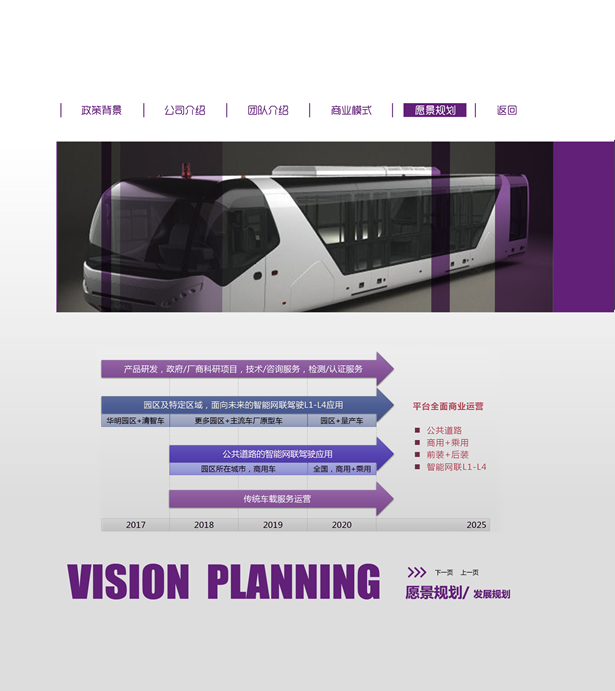 政策背景 公司介绍 团队介绍 商业模式 愿景规划 返回
产品研发，政府/厂商科研项目，技术/咨询服务，检测/认证服务
园区及特定区域，面向未来的智能网联驾驶L1-L4应用
华明园区+清智车 更多园区+主流车厂原型车 园区+量产车
公共道路的智能网联驾驶应用
园区所在城市，商用车 全国，商用+乘用
传统车载服务运营
2017 2018 2019 2020 2025
平台全面商业运营
■ 公共道路
■ 商用+乘用
■ 前装+后装
■ 智能网联L1-L4
VISION PLANNING
下一页 上一页
愿景规划/ 发展规划